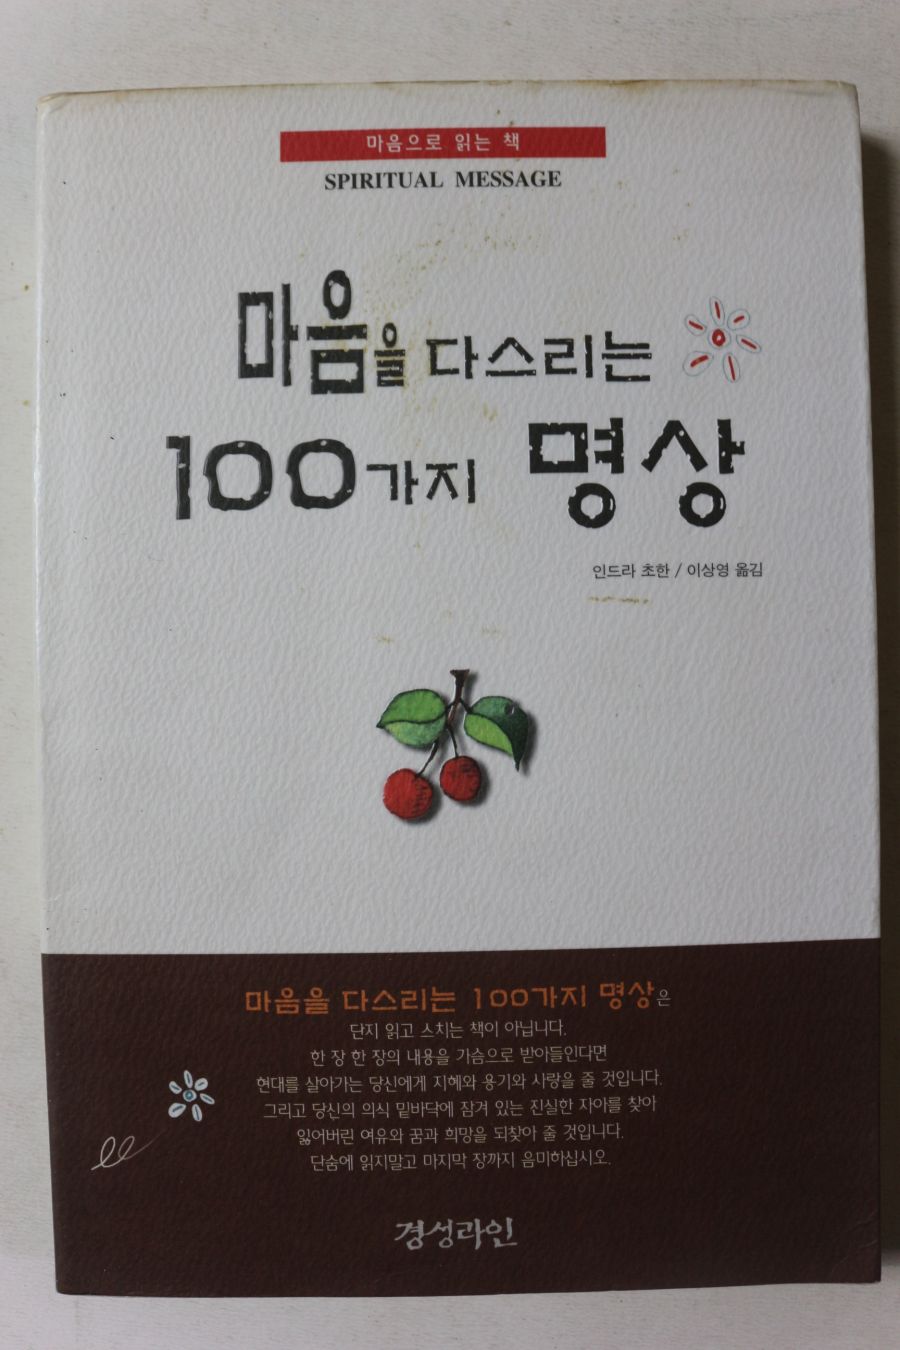 마음으로 읽는 책
SPIRITUAL MESSAGE
마음을 다스리는
100가지 명상
인드라 초한 / 이상영 옮김
마음을 다스리는 100가지 명상은
단지 읽고 스치는 책이 아닙니다.
한 장 한 장의 내용을 가슴으로 받아들인다면
현대를 살아가는 당신에게 지혜와 용기와 사랑을 줄 것입니다.
그리고 당신의 의식 밑바닥에 잠겨 있는 진실한 자아를 찾아
잃어버린 여유와 꿈과 희망을 되찾아 줄 것입니다.
단숨에 읽지말고 마지막 장까지 음미하십시오.
경성라인